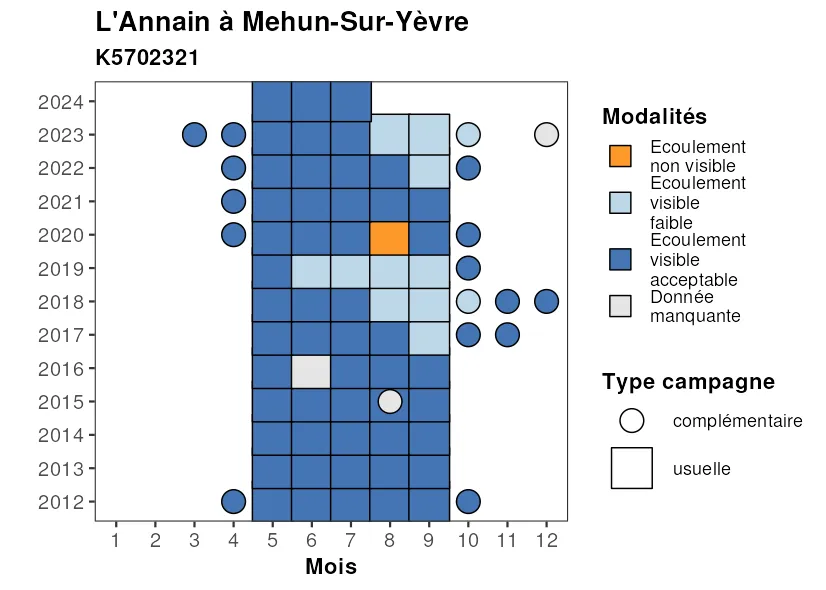 L'Annain à Mehun-Sur-Yèvre
K5702321
2024
2023
2022
2021
2020
2019
2018
2017
2016
2015
2014
2013
2012
1 2 3 4 5 6 7 8 9 10 11 12
Mois
Modalités
Ecoulement
non visible
Ecoulement
visible
faible
Ecoulement
visible
acceptable
Donnée
manquante
Type campagne
complémentaire
usuelle